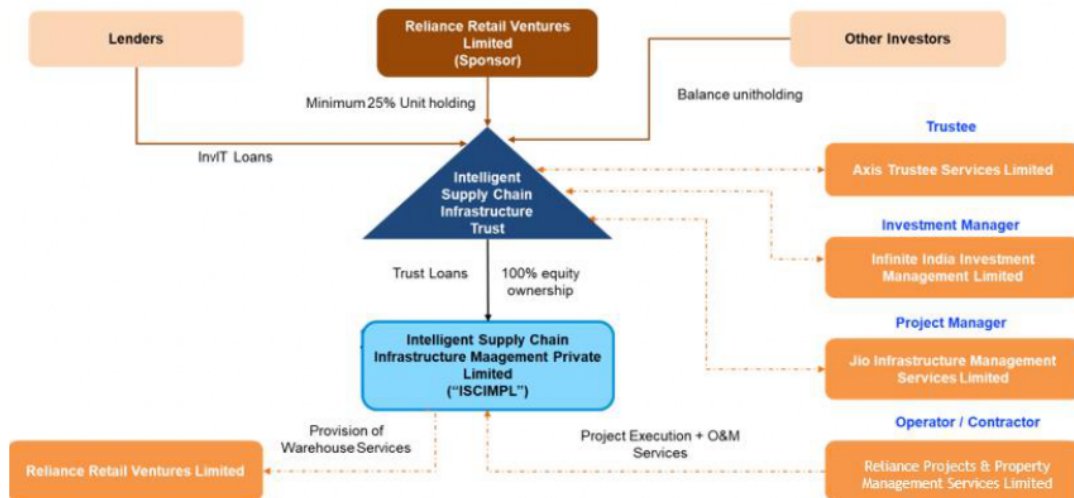 Lenders
Reliance Retail Ventures
Limited
(Sponsor)
Other Investors
Minimum 25% Unit holding
Balance unitholding
InvIT Loans
Trustee
Axis Trustee Services Limited
Intelligent
Supply Chain
Infrastructure
Trust
Investment Manager
Infinite India Investment
Management Limited
Trust Loans
100% equity
ownership
Project Manager
Jio Infrastructure Management
Services Limited
Intelligent Supply Chain
Infrastructure Maagement Private
Limited
("ISCIMPL")
Operator / Contractor
Provision of
Warehouse Services
Project Execution + O&M
Services
Reliance Retail Ventures Limited
Reliance Projects & Property
Management Services Limited